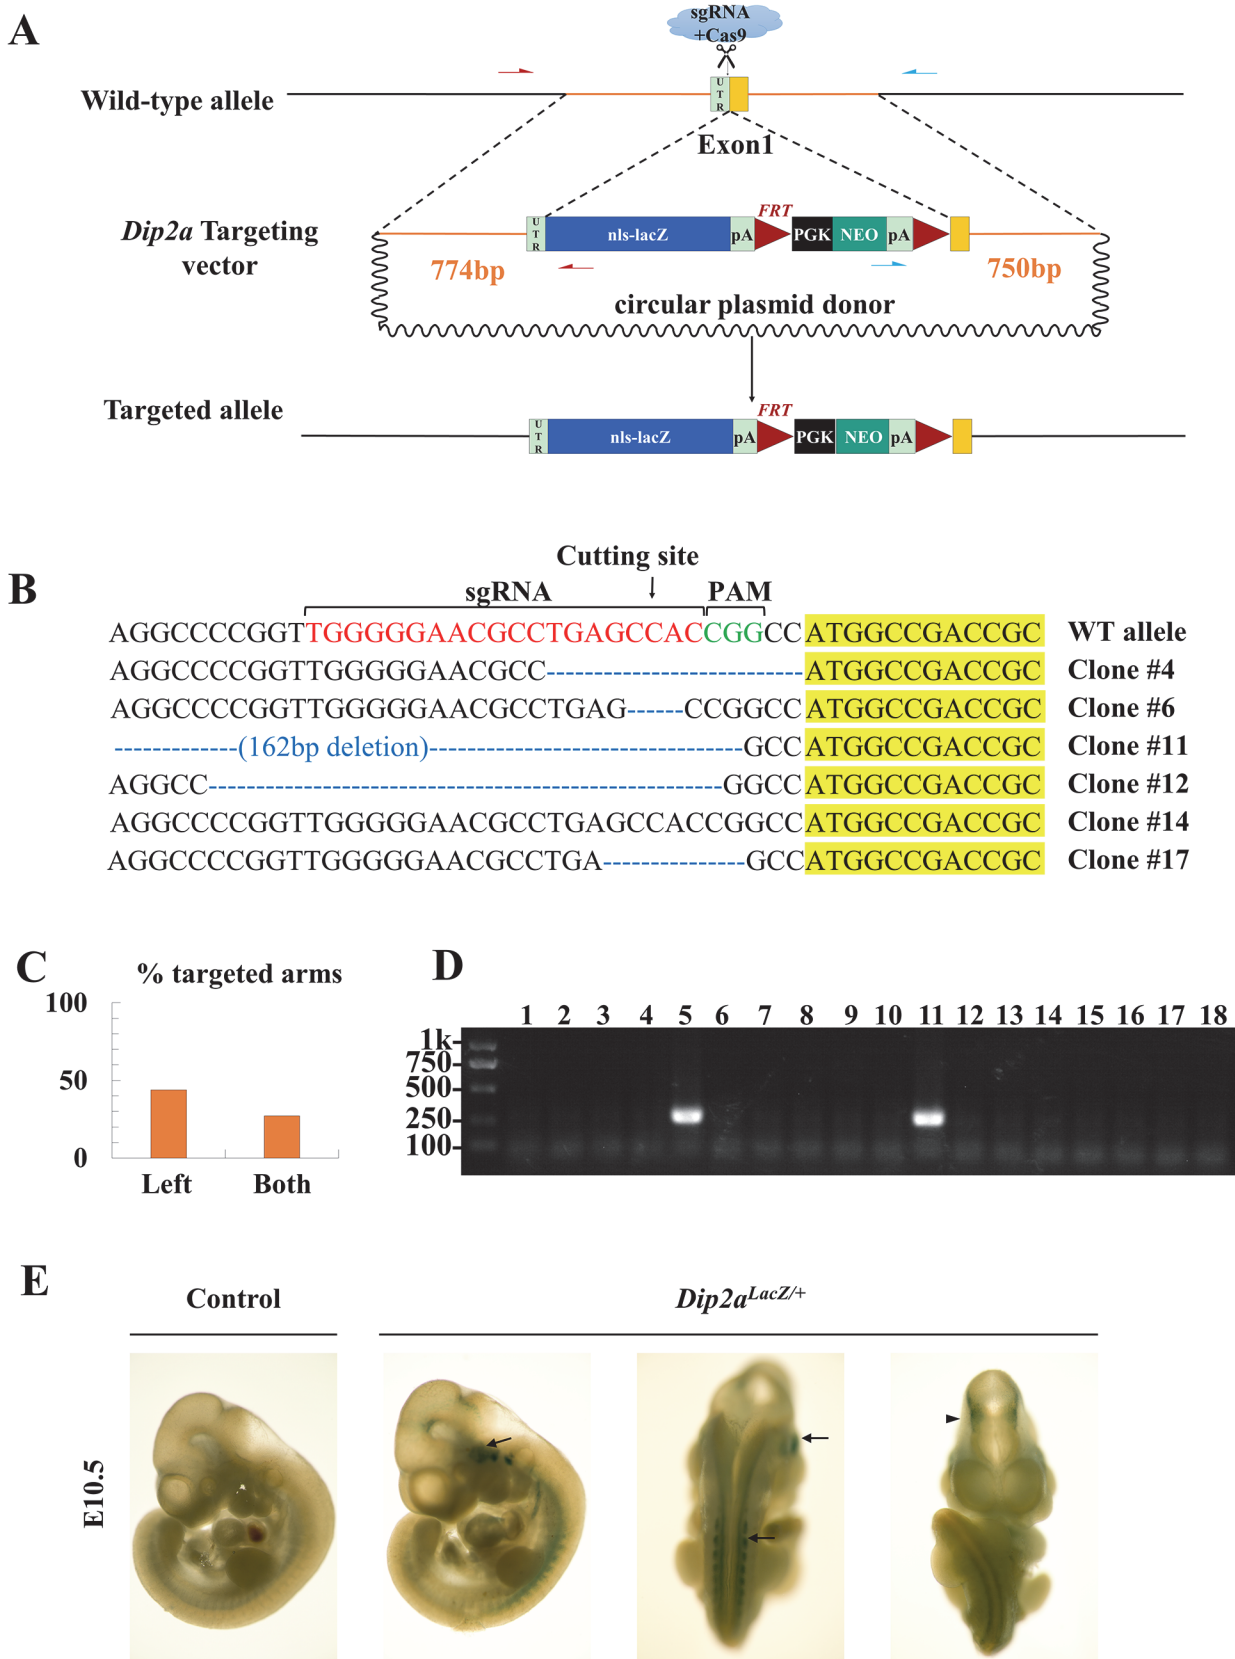 A
sgRNA
+Cas9
Wild-type allele
UTR
Exon1
Dip2a Targeting
vector
UTR
nls-lacZ
pA
FRT
PGK
NEO
pA
774bp
750bp
circular plasmid donor
Targeted allele
UTR
nls-lacZ
pA
FRT
PGK
NEO
pA
B
Cutting site
sgRNA
PAM
AGGCCCCGGTTGGGGGAACGCCTGAGCCACCGGCCATGGCCGACCGC WT allele
AGGCCCCGGTTGGGGGAACGCC--------------------ATGGCCGACCGC Clone #4
AGGCCCCGGTTGGGGGAACGCCTGAG-----CCGGCCATGGCCGACCGC Clone #6
-----------(162bp deletion)----------------------------GCCATGGCCGACCGC Clone #11
AGGCC---------------------------------------------GGCCATGGCCGACCGC Clone #12
AGGCCCCGGTTGGGGGAACGCCTGAGCCACCGGCCATGGCCGACCGC Clone #14
AGGCCCCGGTTGGGGGAACGCCTGA------------GCCATGGCCGACCGC Clone #17
C
% targeted arms
100
50
0
Left
Both
D
1 2 3 4 5 6 7 8 9 10 11 12 13 14 15 16 17 18
1k
750
500
250
100
E
Control
Dip2aLacZ/+
E10.5